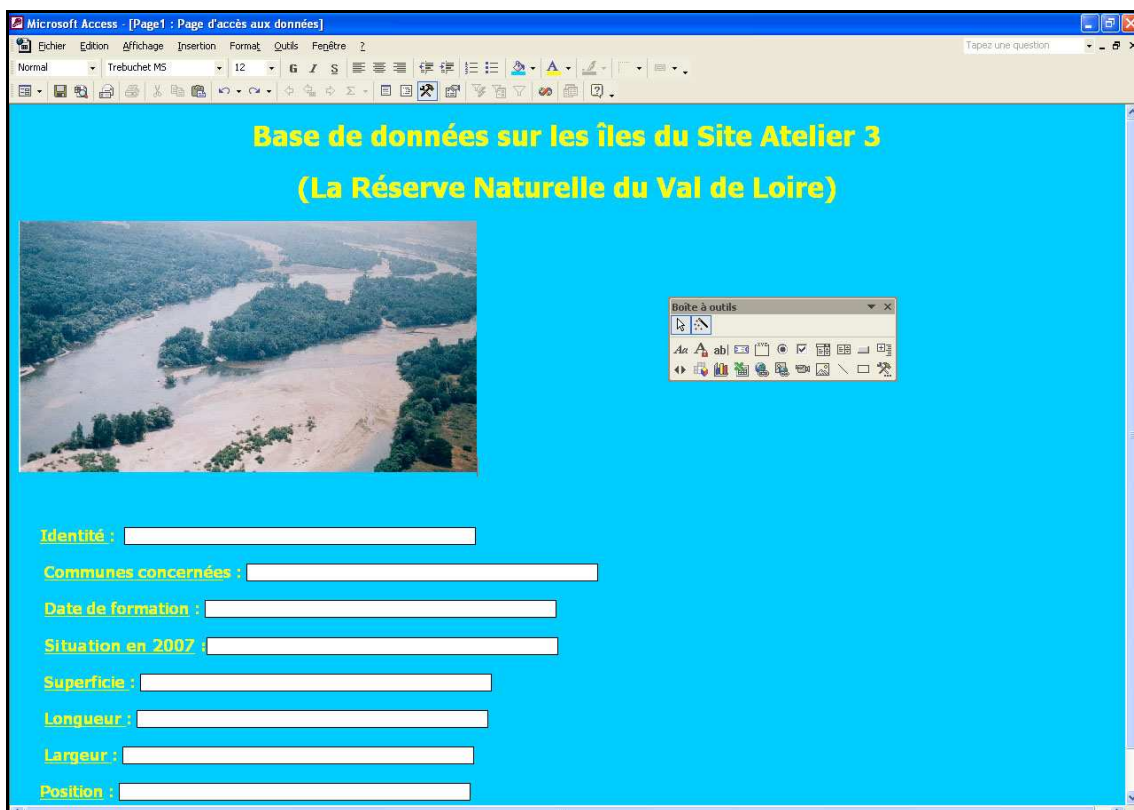 Microsoft Access - [Page1 : Page d'accès aux données]
Fichier Edition Affichage Insertion Format Outils Fenêtre ?
Tapez une question
Normal Trebuchet MS 12 G I S
Base de données sur les îles du Site Atelier 3
(La Réserve Naturelle du Val de Loire)
Boîte à outils
Aa A ab|
Identité :
Communes concernées :
Date de formation :
Situation en 2007 :
Superficie :
Longueur :
Largeur :
Position :